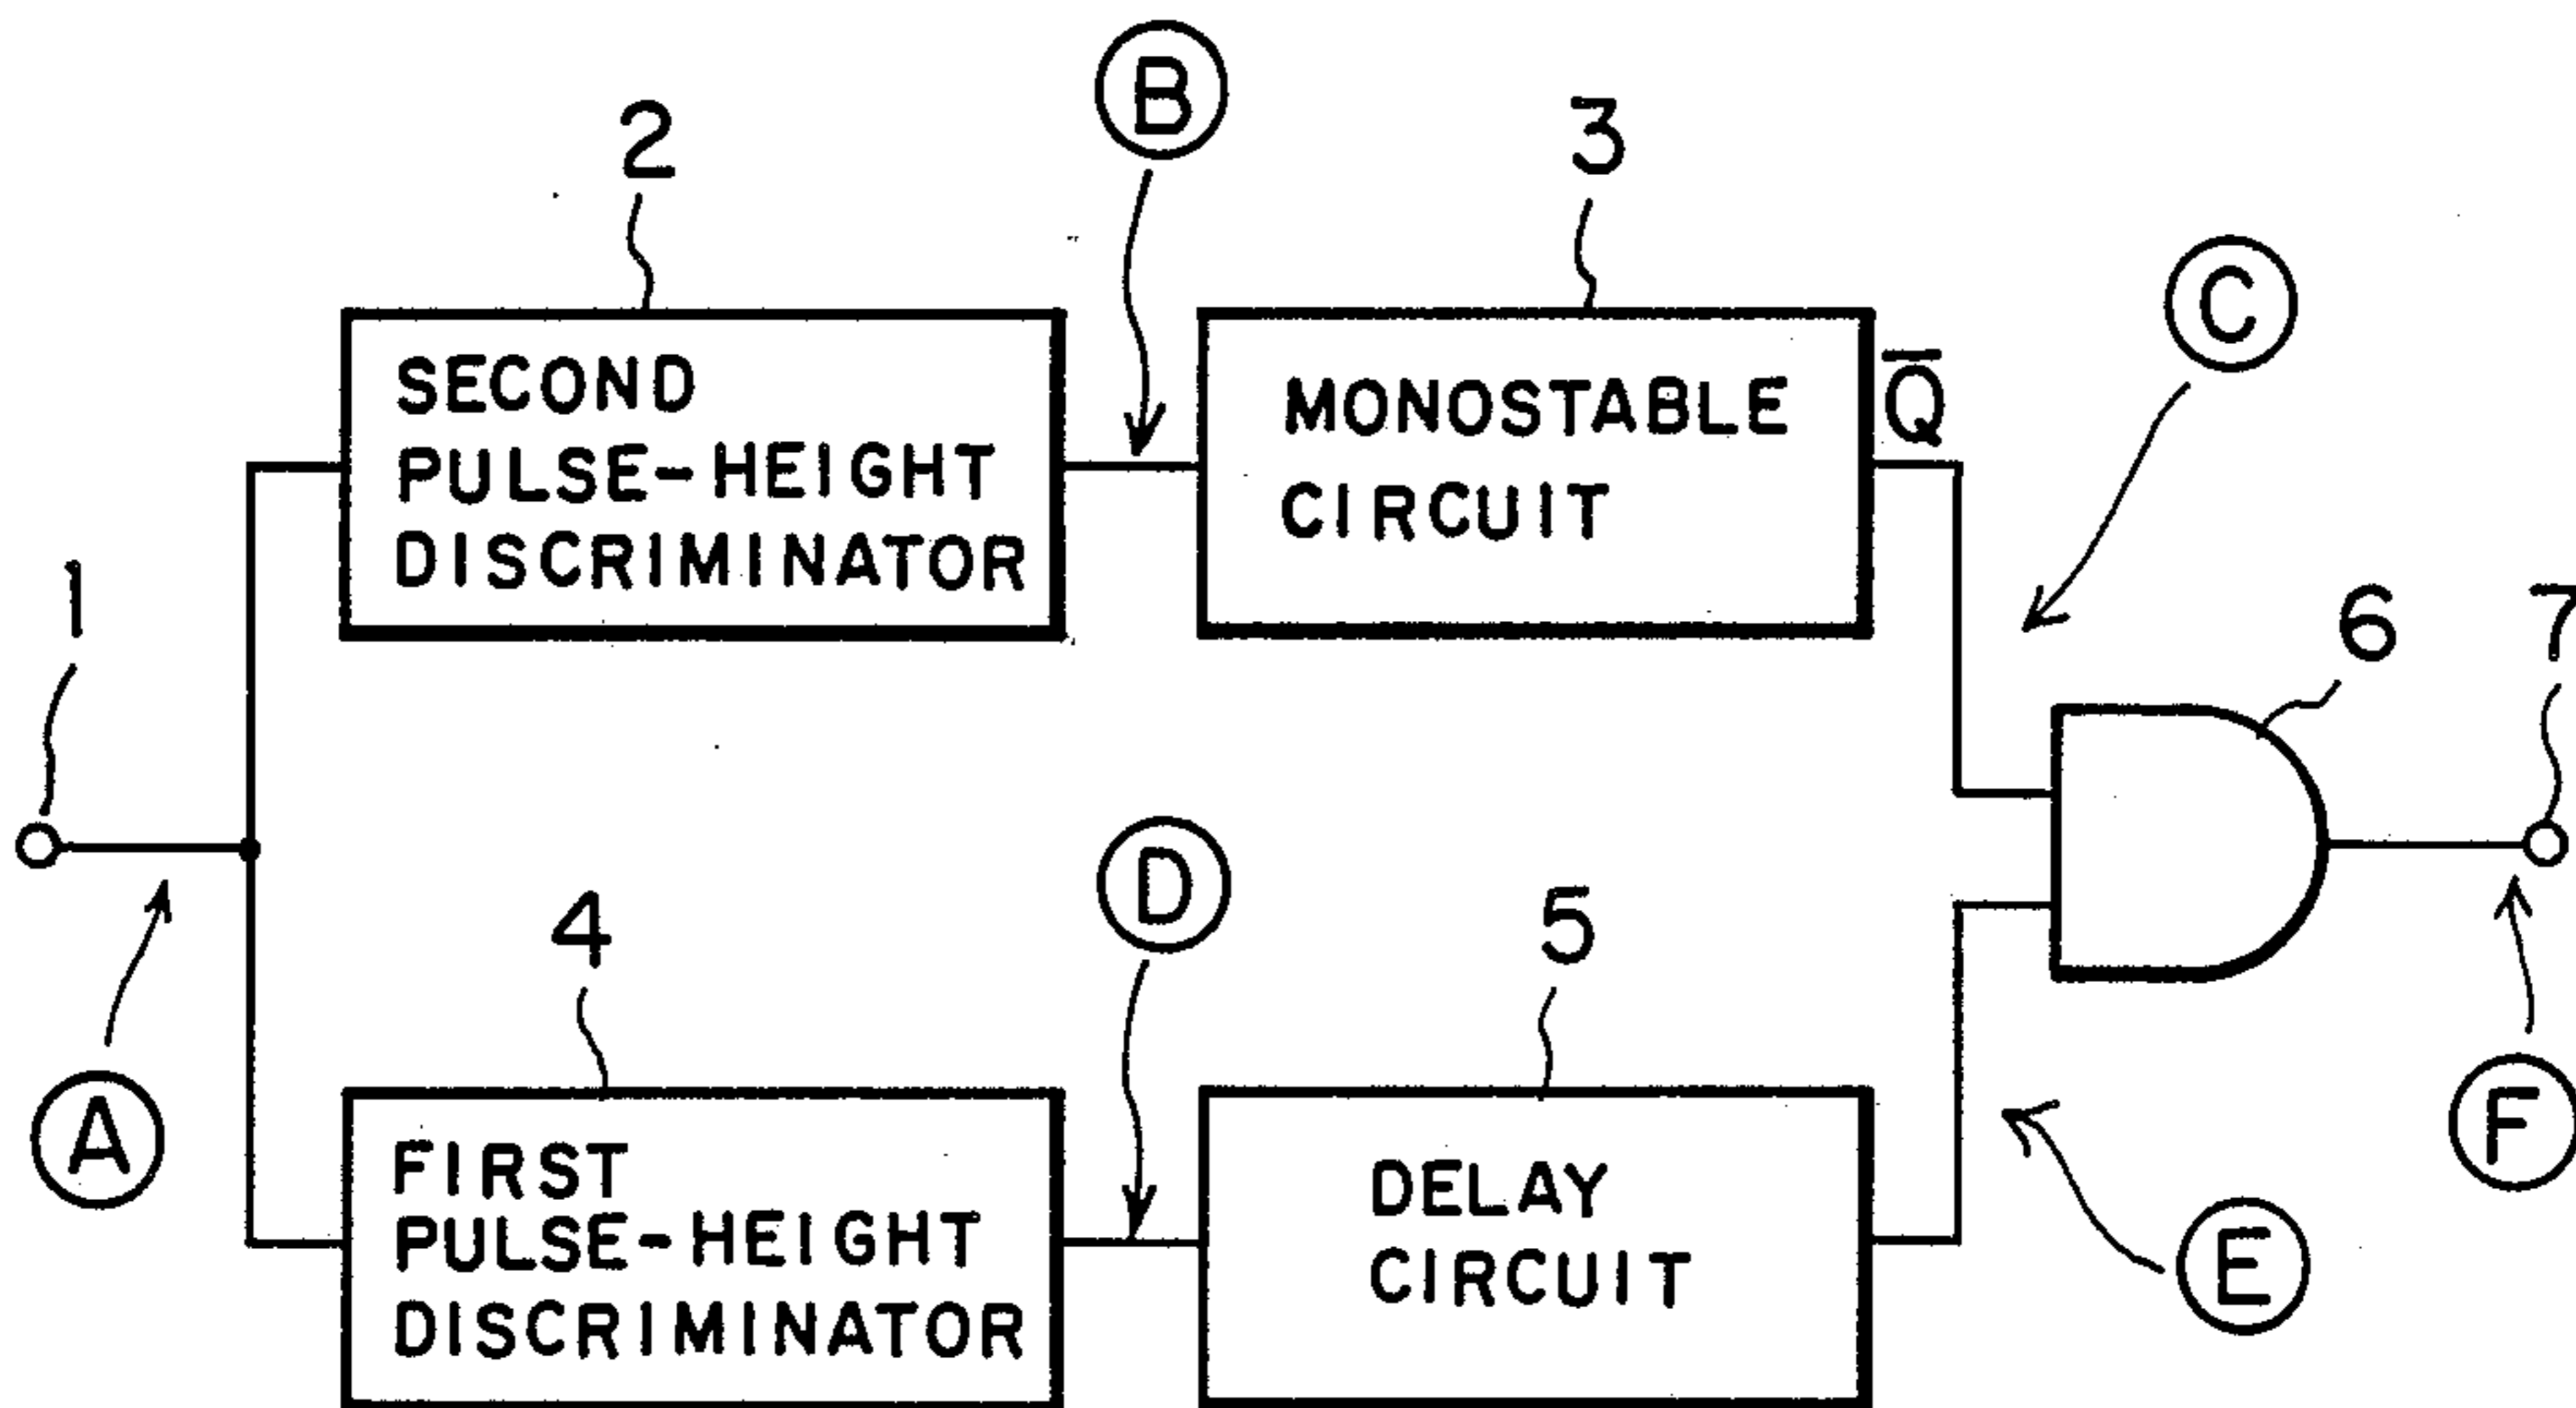 B
2
3
C
SECOND
PULSE-HEIGHT
DISCRIMINATOR
MONOSTABLE
CIRCUIT
Q̅
1
6
7
D
4
5
A
F
FIRST
PULSE-HEIGHT
DISCRIMINATOR
DELAY
CIRCUIT
E